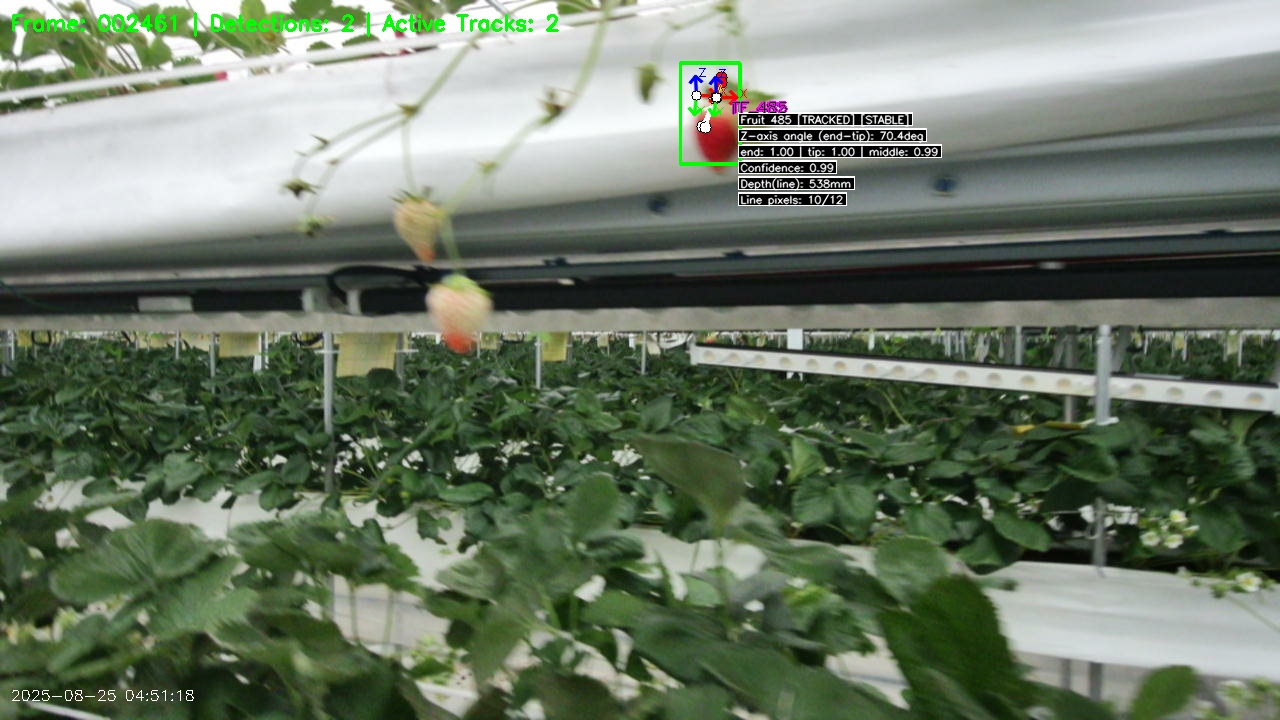 Frame: 002461 | Detections: 2 | Active Tracks: 2
Z
X
TF_485
Fruit 485 [TRACKED] [STABLE]
Z-axis angle (end-tip): 70.4deg
end: 1.00 | tip: 1.00 | middle: 0.99
Confidence: 0.99
Depth(line): 538mm
Line pixels: 10/12
2025-08-25 04:51:18